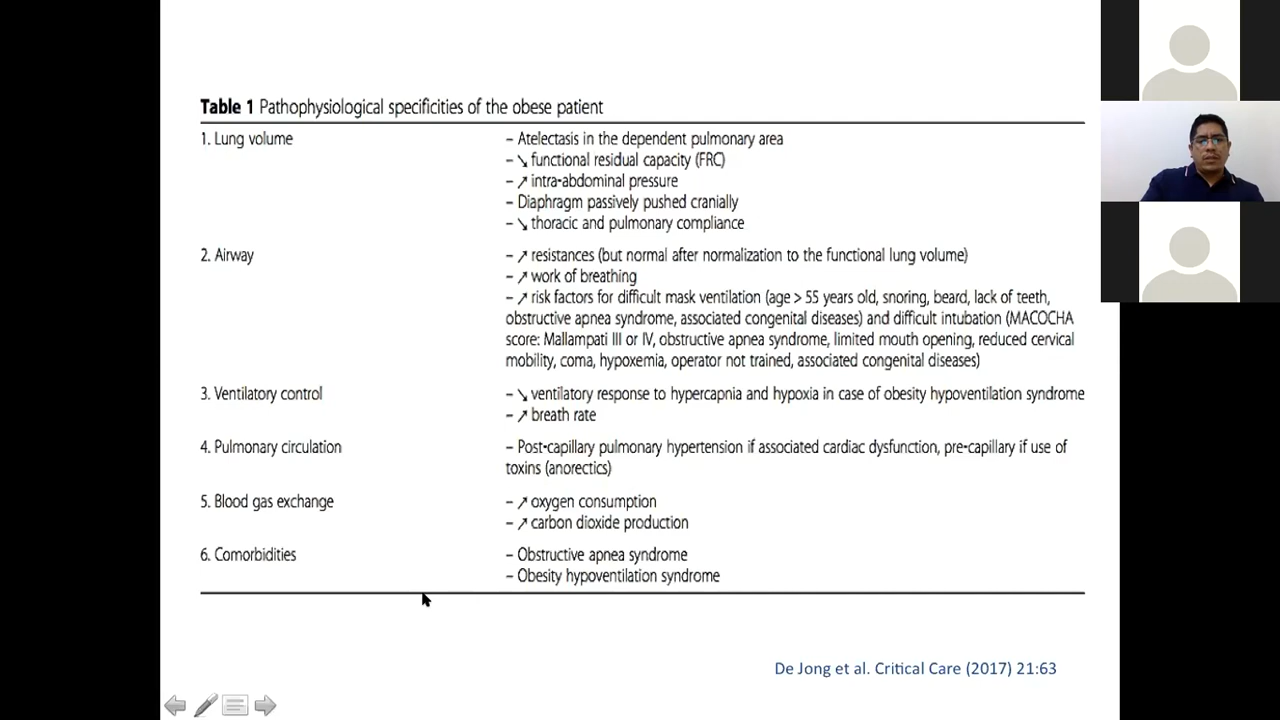 Table 1 Pathophysiological specificities of the obese patient
1. Lung volume
– Atelectasis in the dependent pulmonary area
– ↘ functional residual capacity (FRC)
– ↗ intra-abdominal pressure
– Diaphragm passively pushed cranially
– ↘ thoracic and pulmonary compliance
2. Airway
– ↗ resistances (but normal after normalization to the functional lung volume)
– ↗ work of breathing
– ↗ risk factors for difficult mask ventilation (age > 55 years old, snoring, beard, lack of teeth,
obstructive apnea syndrome, associated congenital diseases) and difficult intubation (MACOCHA
score: Mallampati III or IV, obstructive apnea syndrome, limited mouth opening, reduced cervical
mobility, coma, hypoxemia, operator not trained, associated congenital diseases)
3. Ventilatory control
– ↘ ventilatory response to hypercapnia and hypoxia in case of obesity hypoventilation syndrome
– ↗ breath rate
4. Pulmonary circulation
– Post-capillary pulmonary hypertension if associated cardiac dysfunction, pre-capillary if use of
toxins (anorectics)
5. Blood gas exchange
– ↗ oxygen consumption
– ↗ carbon dioxide production
6. Comorbidities
– Obstructive apnea syndrome
– Obesity hypoventilation syndrome
De Jong et al. Critical Care (2017) 21:63